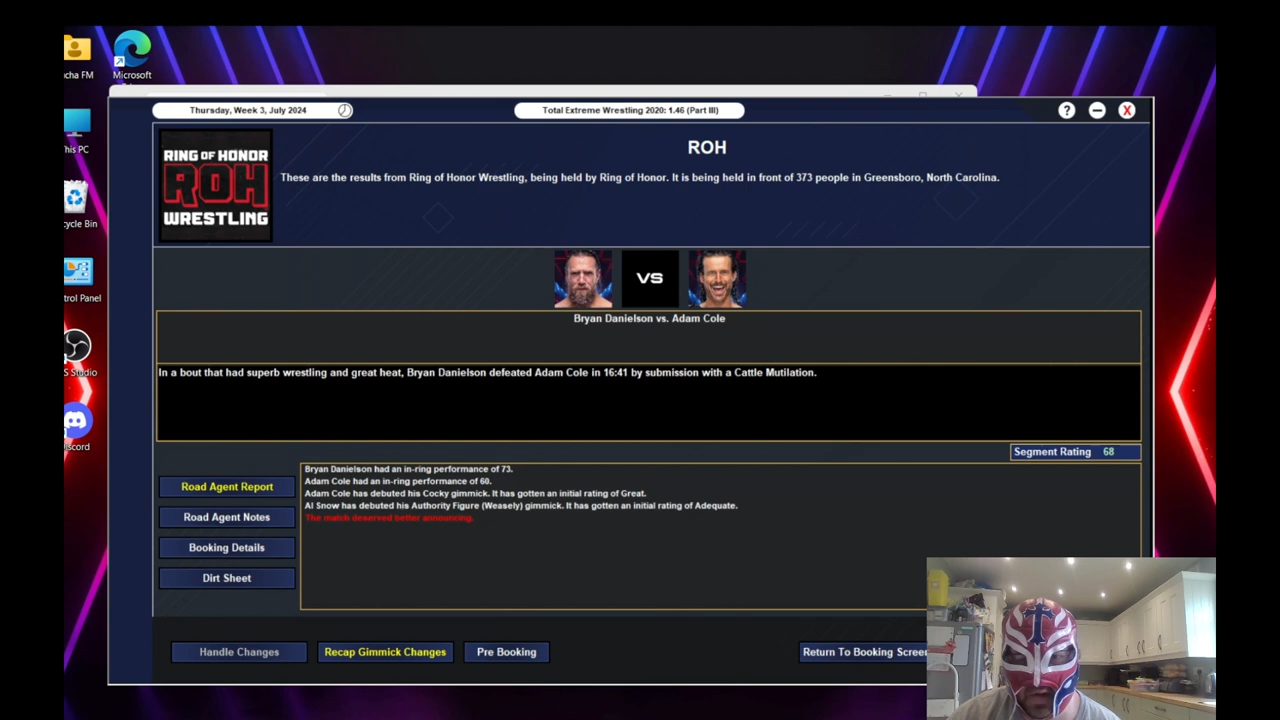 cha FM
Microsoft
Thursday, Week 3, July 2024
Total Extreme Wrestling 2020: 1.46 (Part III)
?
X
his PC
RING OF HONOR
ROH
WRESTLING
ROH
These are the results from Ring of Honor Wrestling, being held by Ring of Honor. It is being held in front of 373 people in Greensboro, North Carolina.
cycle Bin
VS
trol Panel
Bryan Danielson vs. Adam Cole
S Studio
In a bout that had superb wrestling and great heat, Bryan Danielson defeated Adam Cole in 16:41 by submission with a Cattle Mutilation.
iscord
Segment Rating 68
Road Agent Report
Road Agent Notes
Booking Details
Dirt Sheet
Bryan Danielson had an in-ring performance of 73.
Adam Cole had an in-ring performance of 60.
Adam Cole has debuted his Cocky gimmick. It has gotten an initial rating of Great.
Al Snow has debuted his Authority Figure (Weasely) gimmick. It has gotten an initial rating of Adequate.
The match deserved better announcing.
Handle Changes
Recap Gimmick Changes
Pre Booking
Return To Booking Screen